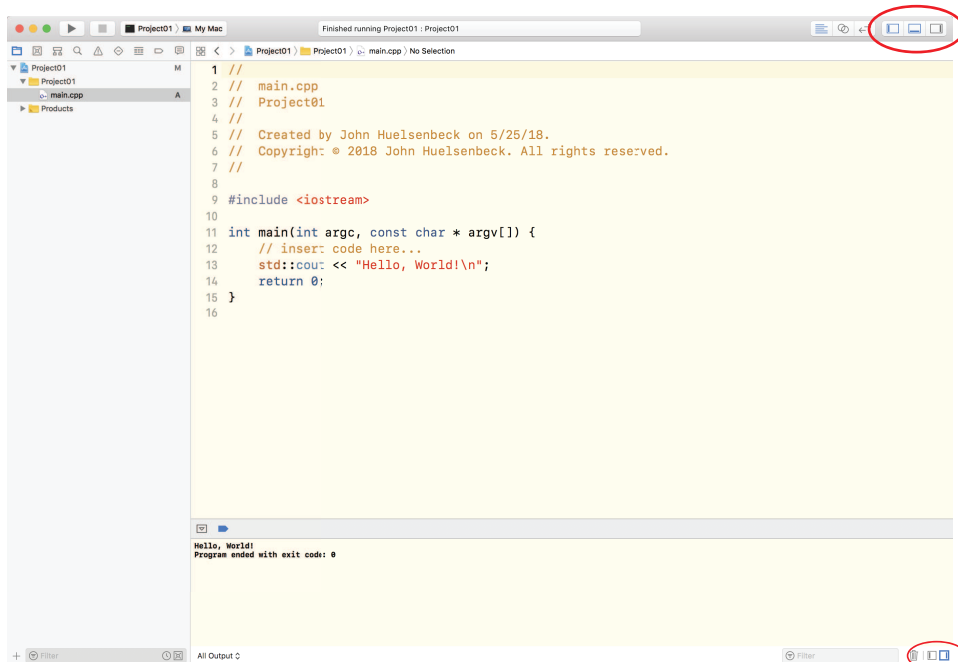 Project01 My Mac Finished running Project01 : Project01
Project01 Project01 main.cpp No Selection
Project01 M
Project01
main.cpp A
Products
1 //
2 // main.cpp
3 // Project01
4 //
5 // Created by John Huelsenbeck on 5/25/18.
6 // Copyright © 2018 John Huelsenbeck. All rights reserved.
7 //
8
9 #include <iostream>
10
11 int main(int argc, const char * argv[]) {
12 // insert code here...
13 std::cout << "Hello, World!\n";
14 return 0;
15 }
16
Hello, World!
Program ended with exit code: 0
Filter All Output Filter